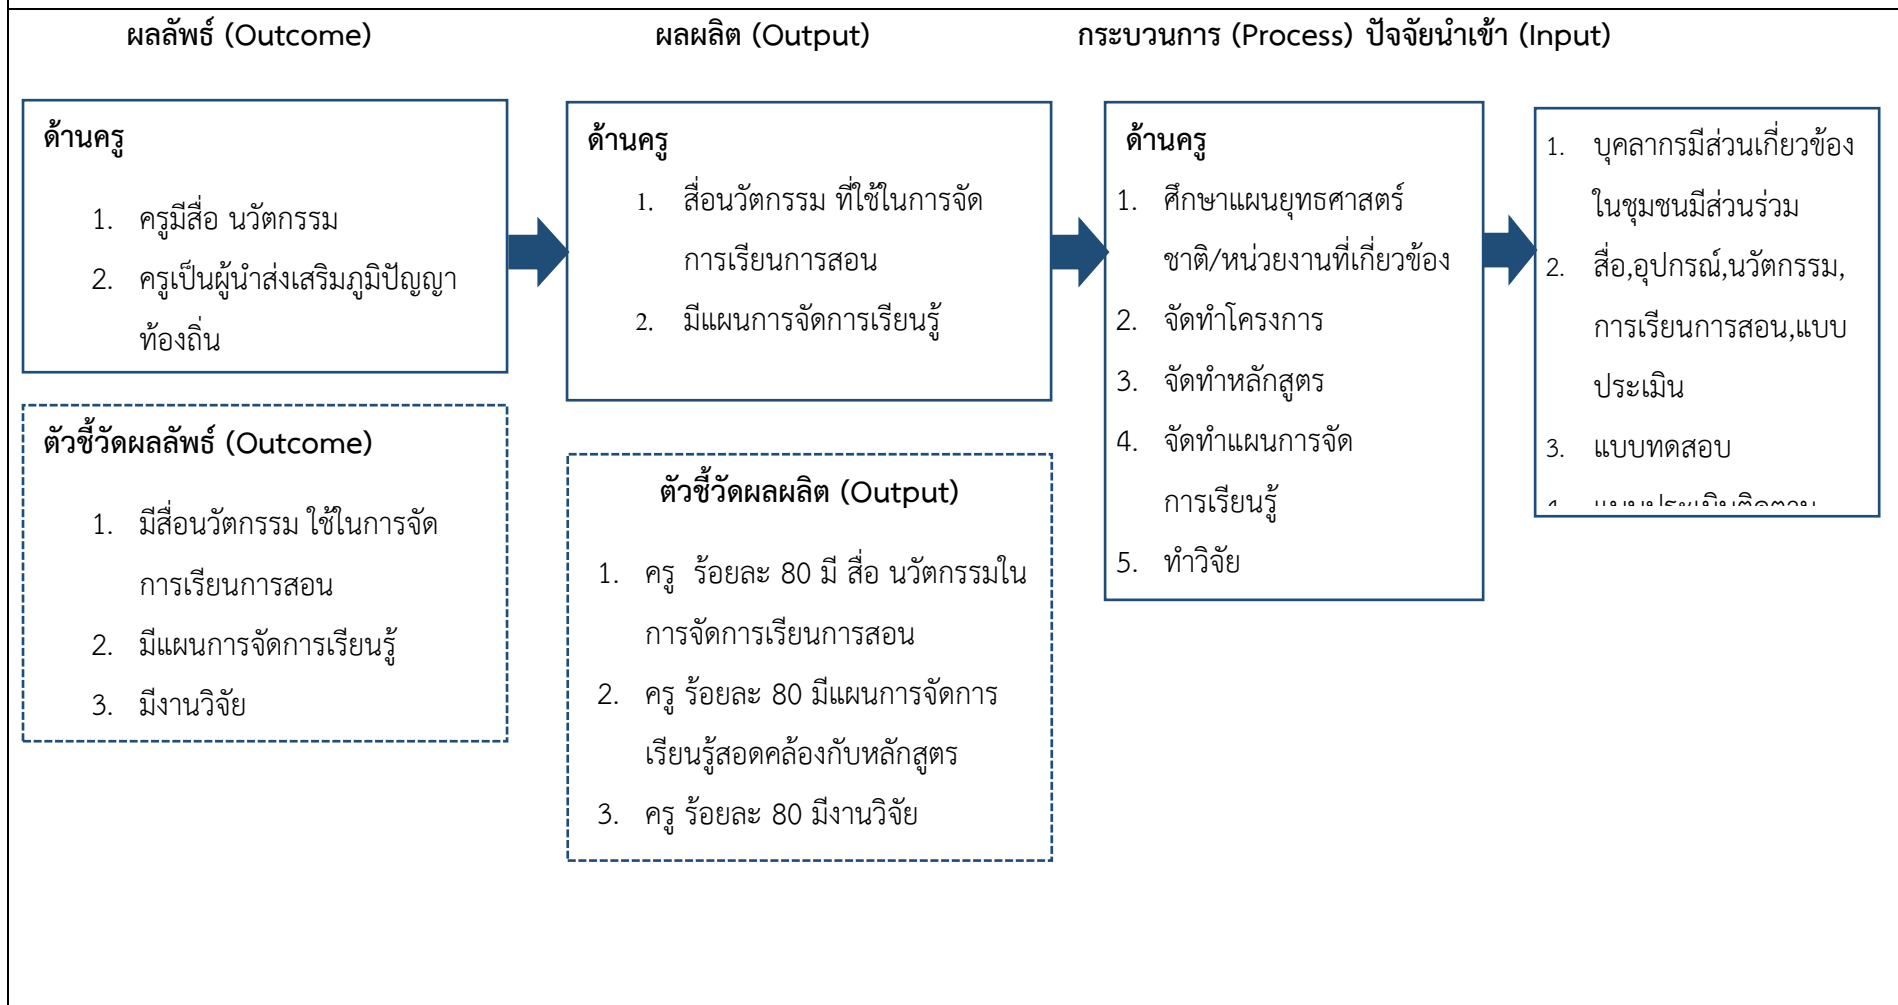 ผลลัพธ์ (Outcome)
ผลผลิต (Output)
กระบวนการ (Process) ปัจจัยนำเข้า (Input)
ด้านครู
1. ครูมีสื่อ นวัตกรรม
2. ครูเป็นผู้นำส่งเสริมภูมิปัญญา
ท้องถิ่น
ตัวชี้วัดผลลัพธ์ (Outcome)
1. มีสื่อนวัตกรรม ใช้ในการจัด
การเรียนการสอน
2. มีแผนการจัดการเรียนรู้
3. มีงานวิจัย
ด้านครู
1. สื่อนวัตกรรม ที่ใช้ในการจัด
การเรียนการสอน
2. มีแผนการจัดการเรียนรู้
ตัวชี้วัดผลผลิต (Output)
1. ครู ร้อยละ 80 มี สื่อ นวัตกรรมใน
การจัดการเรียนการสอน
2. ครู ร้อยละ 80 มีแผนการจัดการ
เรียนรู้สอดคล้องกับหลักสูตร
3. ครู ร้อยละ 80 มีงานวิจัย
ด้านครู
1. ศึกษาแผนยุทธศาสตร์
ชาติ/หน่วยงานที่เกี่ยวข้อง
2. จัดทำโครงการ
3. จัดทำหลักสูตร
4. จัดทำแผนการจัด
การเรียนรู้
5. ทำวิจัย
1. บุคลากรมีส่วนเกี่ยวข้อง
ในชุมชนมีส่วนร่วม
2. สื่อ,อุปกรณ์,นวัตกรรม,
การเรียนการสอน,แบบ
ประเมิน
3. แบบทดสอบ